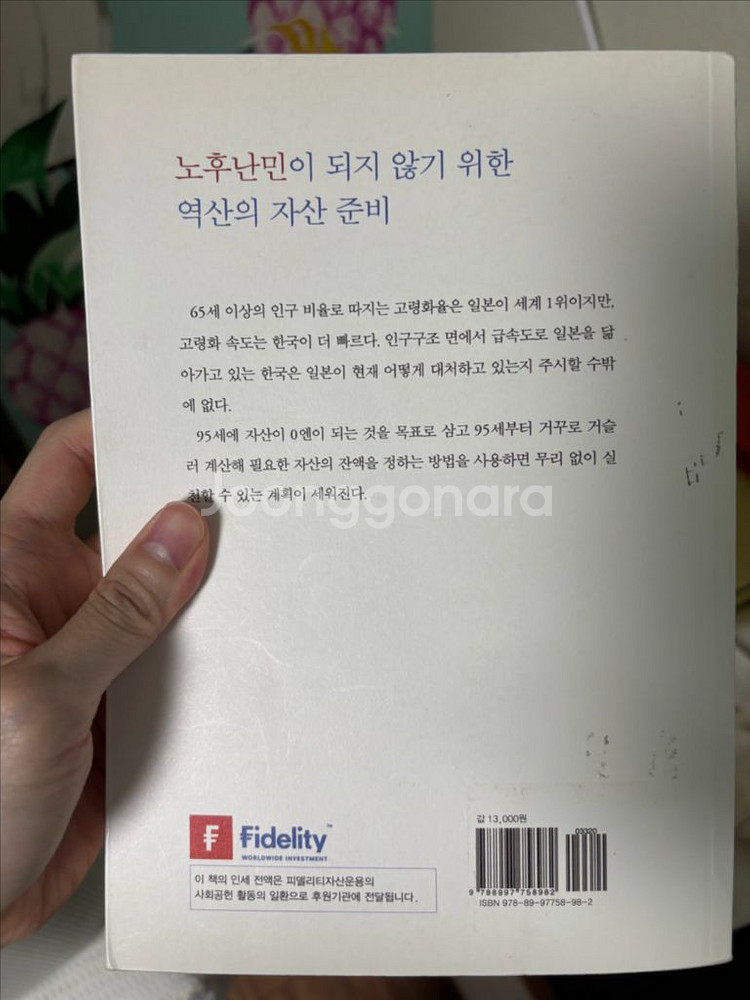 노후난민이 되지 않기 위한
역산의 자산 준비
65세 이상의 인구 비율로 따지는 고령화율은 일본이 세계 1위이지만,
고령화 속도는 한국이 더 빠르다. 인구구조 면에서 급속도로 일본을 닮
아가고 있는 한국은 일본이 현재 어떻게 대처하고 있는지 주시할 수밖
에 없다.
95세에 자산이 0엔이 되는 것을 목표로 삼고 95세부터 거꾸로 거슬
러 계산해 필요한 자산의 잔액을 정하는 방법을 사용하면 무리 없이 실
천할 수 있는 계획이 세워진다.
Joonggonara
Fidelity™
WORLDWIDE INVESTMENT
이 책의 인세 전액은 피델리티자산운용의
사회공헌 활동의 일환으로 후원기관에 전달됩니다.
값 13,000원
03320
9 788997 758982
ISBN 978-89-97758-98-2